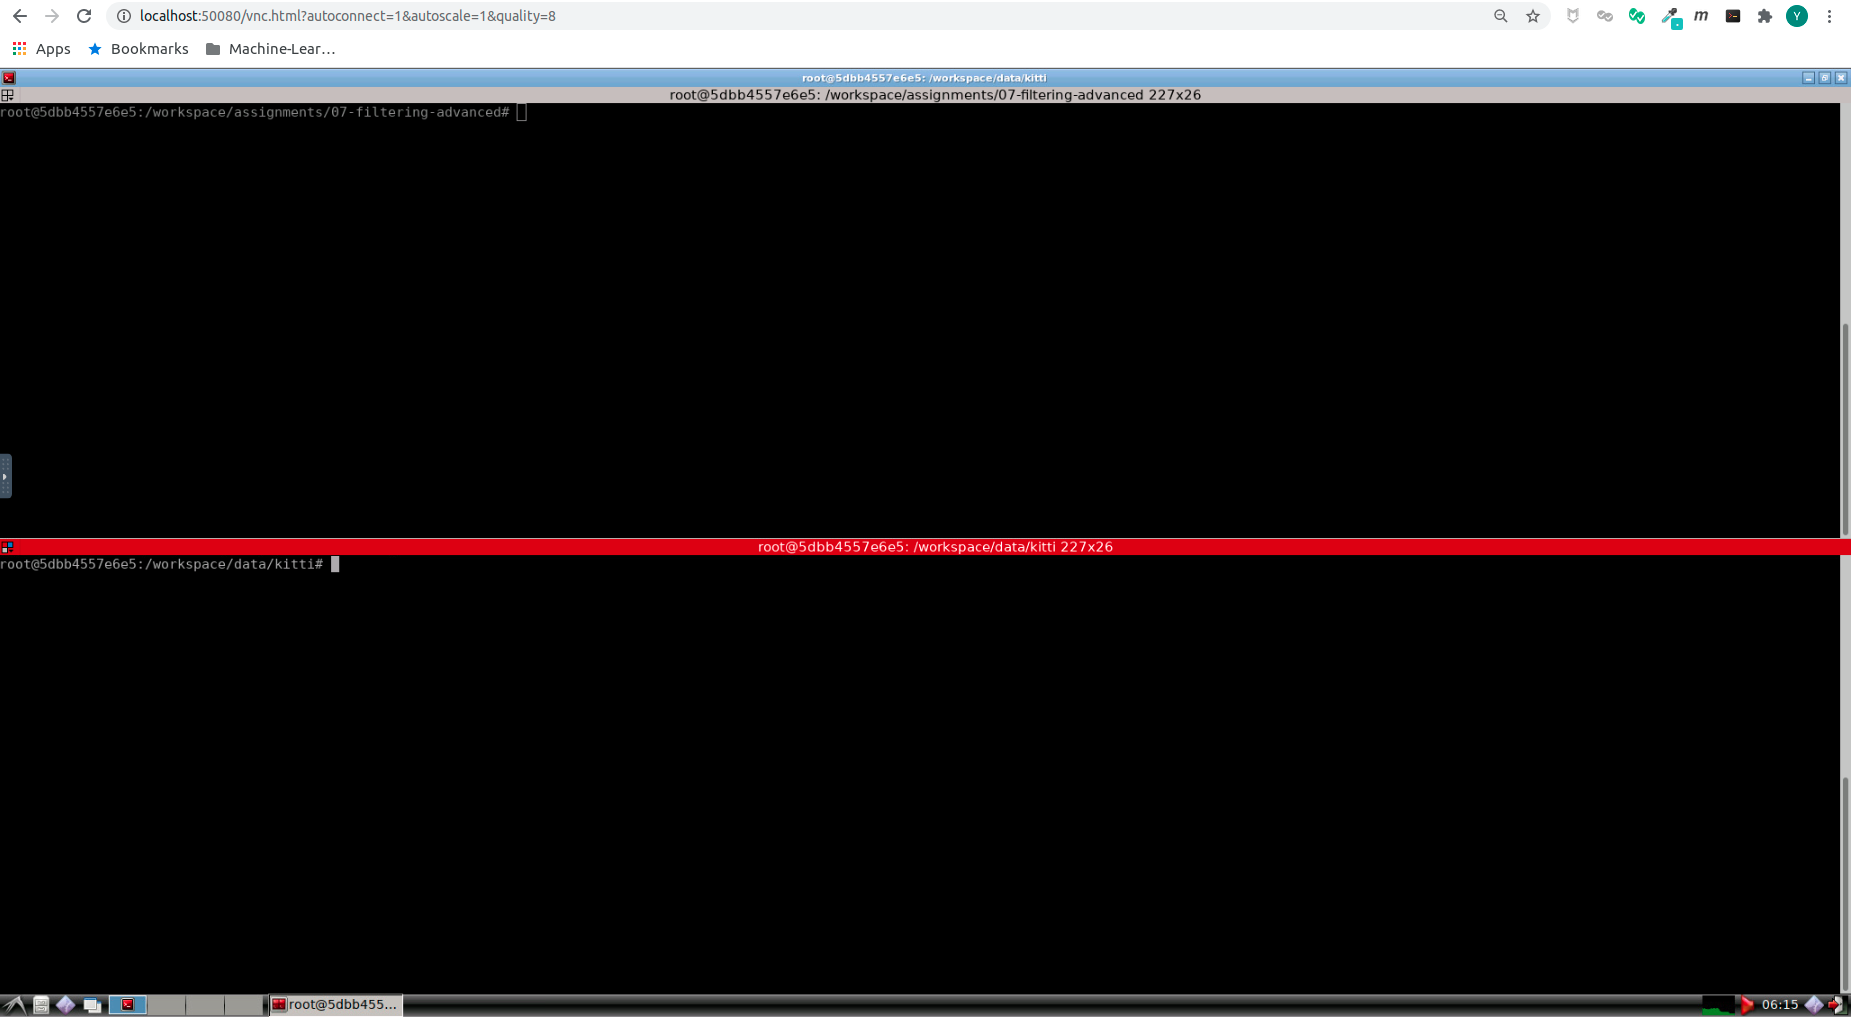 localhost:50080/vnc.html?autoconnect=1&autoscale=1&quality=8
m
Y
Apps Bookmarks Machine-Lear…
root@5dbb4557e6e5: /workspace/data/kitti
root@5dbb4557e6e5: /workspace/assignments/07-filtering-advanced 227x26
root@5dbb4557e6e5:/workspace/assignments/07-filtering-advanced#
root@5dbb4557e6e5: /workspace/data/kitti 227x26
root@5dbb4557e6e5:/workspace/data/kitti#
root@5dbb455...
06:15